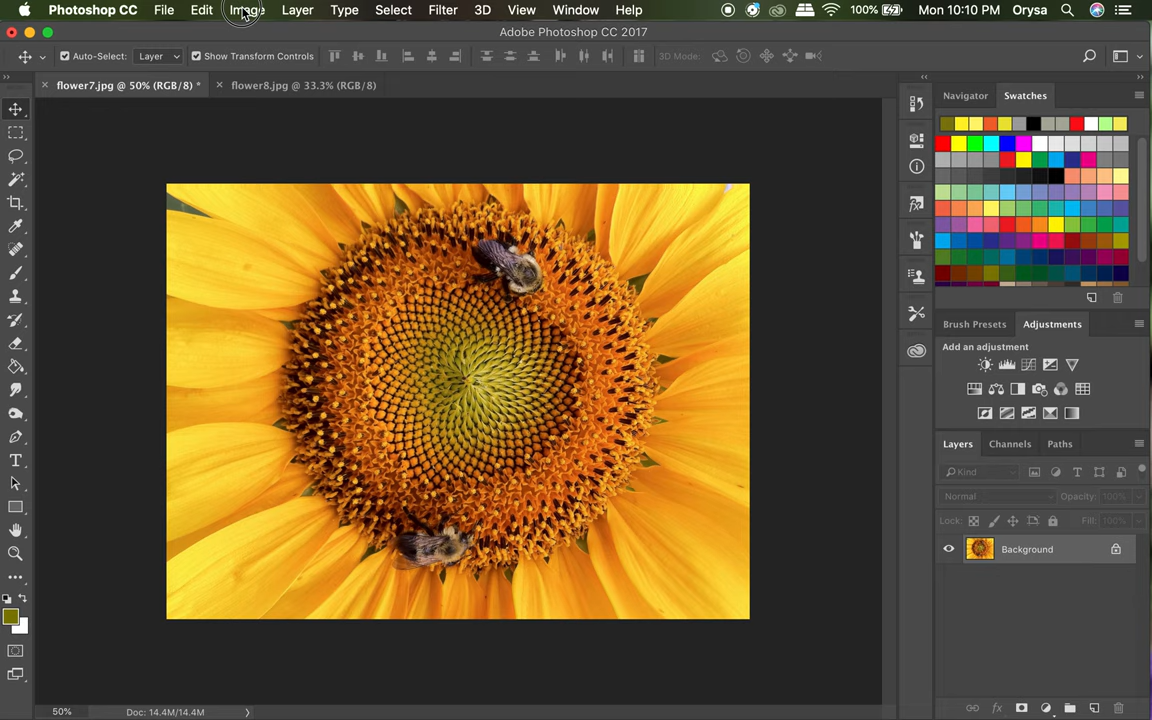 Photoshop CC File Edit Image Layer Type Select Filter 3D View Window Help 100% Mon 10:10 PM Orysa
Adobe Photoshop CC 2017
Auto-Select: Layer Show Transform Controls 3D Mode:
flower7.jpg @ 50% (RGB/8) * flower8.jpg @ 33.3% (RGB/8)
Navigator Swatches
Brush Presets Adjustments
Add an adjustment
Layers Channels Paths
Kind
Normal Opacity: 100%
Lock: Fill: 100%
Background
50% Doc: 14.4M/14.4M